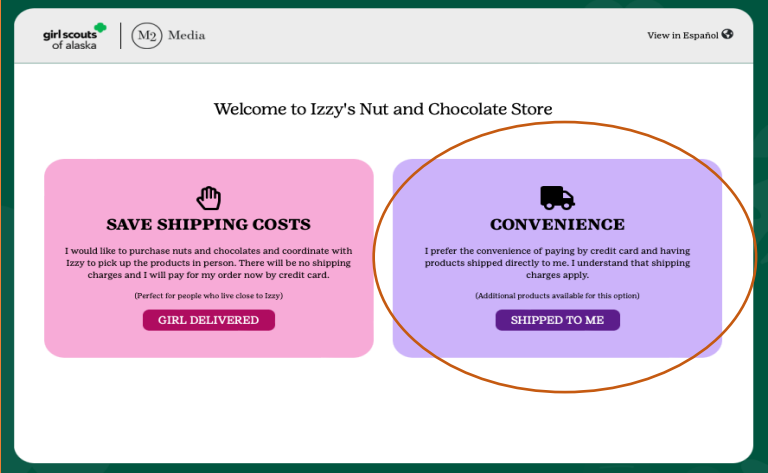 girl scouts
of alaska
M2 Media
View in Español
Welcome to Izzy's Nut and Chocolate Store
SAVE SHIPPING COSTS
I would like to purchase nuts and chocolates and coordinate with
Izzy to pick up the products in person. There will be no shipping
charges and I will pay for my order now by credit card.
(Perfect for people who live close to Izzy)
GIRL DELIVERED
CONVENIENCE
I prefer the convenience of paying by credit card and having
products shipped directly to me. I understand that shipping
charges apply.
(Additional products available for this option)
SHIPPED TO ME